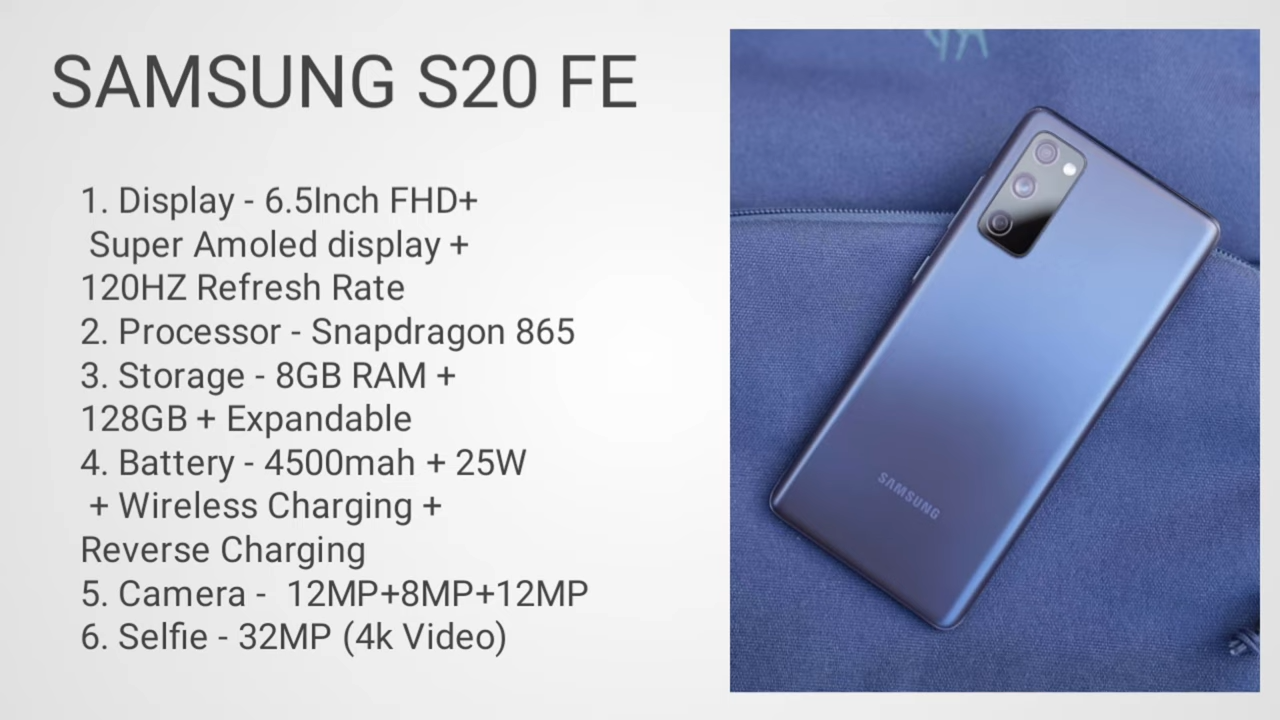 SAMSUNG S20 FE
1. Display - 6.5Inch FHD+
Super Amoled display +
120HZ Refresh Rate
2. Processor - Snapdragon 865
3. Storage - 8GB RAM +
128GB + Expandable
4. Battery - 4500mah + 25W
+ Wireless Charging +
Reverse Charging
5. Camera -  12MP+8MP+12MP
6. Selfie - 32MP (4k Video)
SAMSUNG